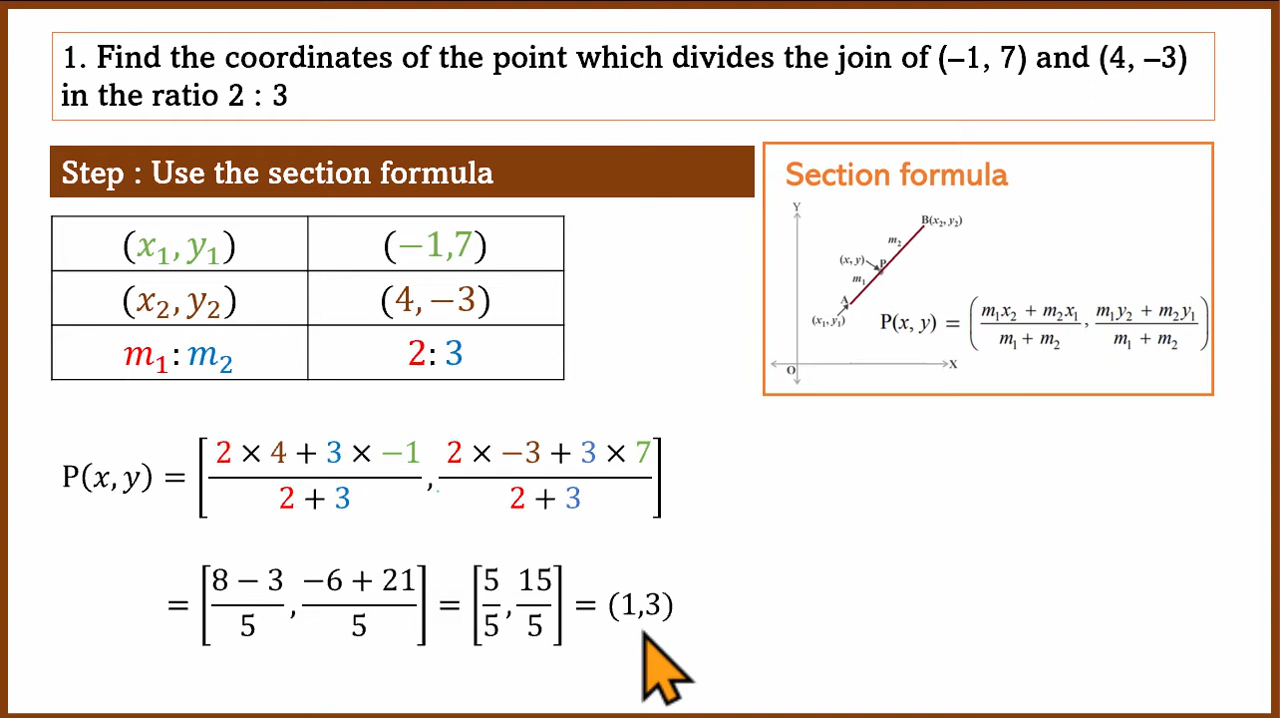 1. Find the coordinates of the point which divides the join of (–1, 7) and (4, –3)
in the ratio 2 : 3
Step : Use the section formula
(x₁, y₁) (−1,7)
(x₂, y₂) (4, −3)
m₁: m₂ 2: 3
Section formula
Y
B(x₂, y₂)
m₂
(x, y) P
m₁
A
(x₁, y₁)
P(x, y) = ( (m₁x₂ + m₂x₁)/(m₁ + m₂) , (m₁y₂ + m₂y₁)/(m₁ + m₂) )
O X
P(x, y) = [ (2 × 4 + 3 × −1)/(2 + 3) , (2 × −3 + 3 × 7)/(2 + 3) ]
= [ (8 − 3)/5 , (−6 + 21)/5 ] = [ 5/5 , 15/5 ] = (1,3)